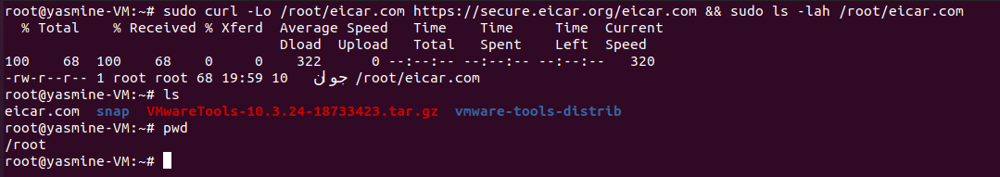 root@yasmine-VM:~# sudo curl -Lo /root/eicar.com https://secure.eicar.org/eicar.com && sudo ls -lah /root/eicar.com
% Total % Received % Xferd Average Speed Time Time Time Current
Dload Upload Total Spent Left Speed
100 68 100 68 0 0 322 0 --:--:-- --:--:-- --:--:-- 320
-rw-r--r-- 1 root root 68 19:59 10 جوان /root/eicar.com
root@yasmine-VM:~# ls
eicar.com snap VMwareTools-10.3.24-18733423.tar.gz vmware-tools-distrib
root@yasmine-VM:~# pwd
/root
root@yasmine-VM:~#